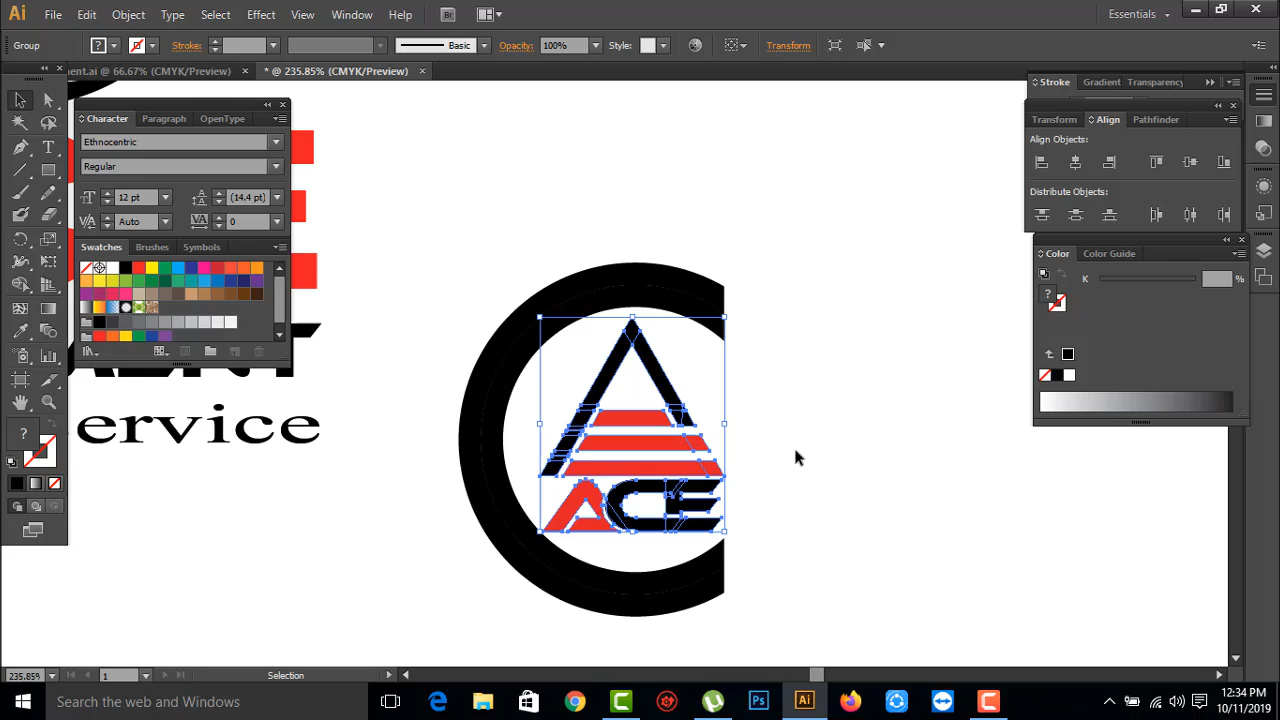 Ai File Edit Object Type Select Effect View Window Help Br Essentials
Group Stroke: Basic Opacity: 100% Style: Transform
ent.ai @ 66.67% (CMYK/Preview) × * @ 235.85% (CMYK/Preview) ×
Character Paragraph OpenType
Ethnocentric
Regular
12 pt (14.4 pt)
Auto 0
Swatches Brushes Symbols
ervice
ACE
Stroke Gradient Transparency
Transform Align Pathfinder
Align Objects:
Distribute Objects:
Color Color Guide
K %
?
235.85% 1 Selection
Search the web and Windows
Ps Ai
12:34 PM
10/11/2019